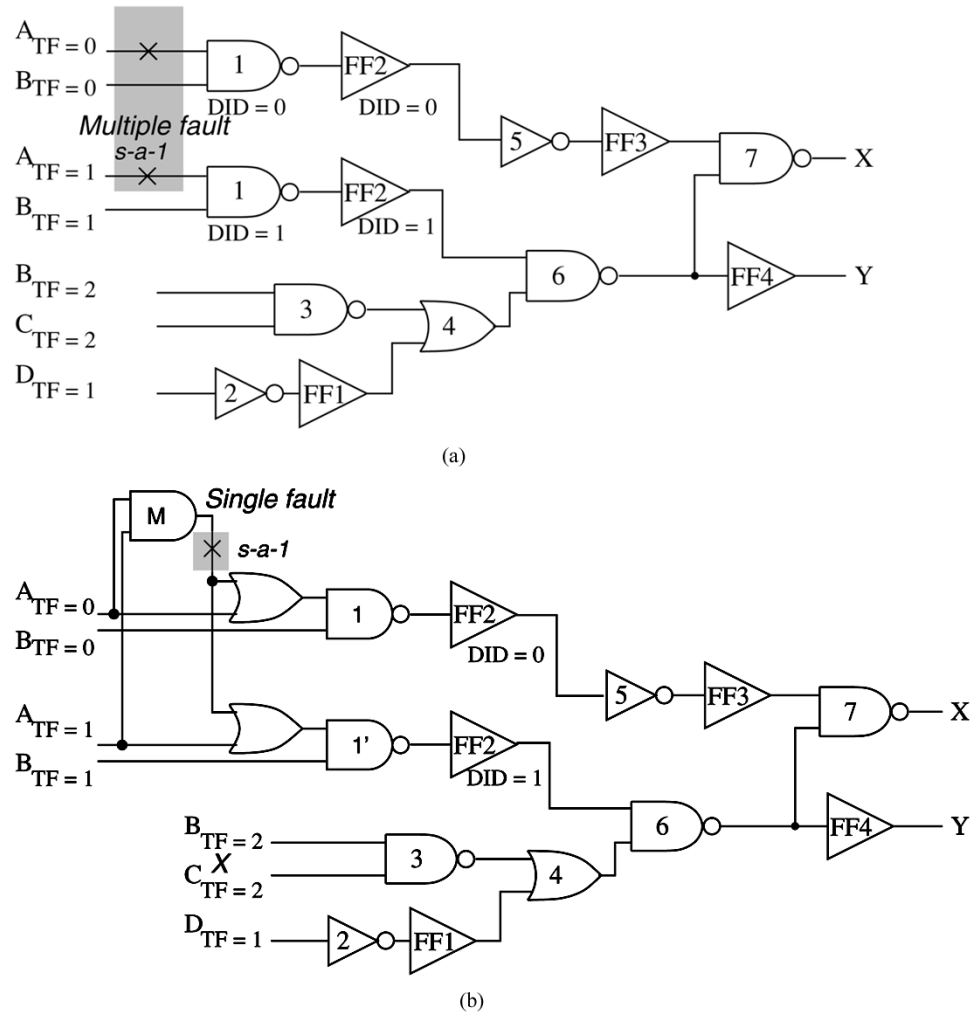 A TF = 0
B TF = 0
1
DID = 0
FF2
DID = 0
Multiple fault
s-a-1
5
FF3
7
X
A TF = 1
B TF = 1
1
DID = 1
FF2
DID = 1
B TF = 2
C TF = 2
3
4
6
FF4
Y
D TF = 1
2
FF1
(a)
M
Single fault
s-a-1
A TF = 0
B TF = 0
1
FF2
DID = 0
5
FF3
7
X
A TF = 1
B TF = 1
1'
FF2
DID = 1
6
FF4
Y
B TF = 2
X
C TF = 2
3
4
D TF = 1
2
FF1
(b)